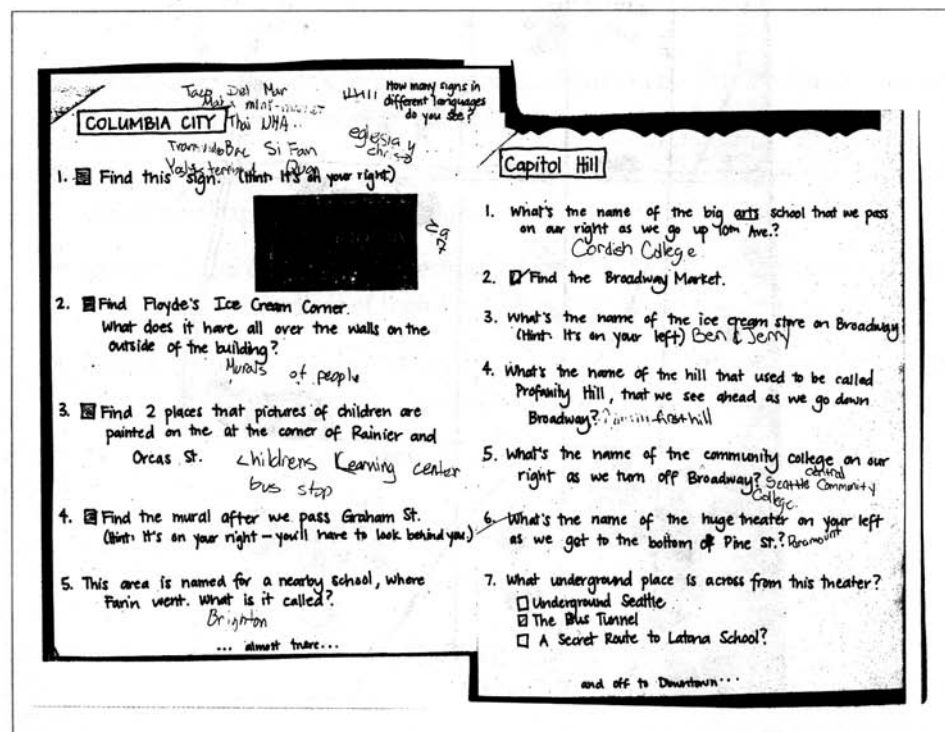 Taco Del Mar
How many signs in
different languages
do you see?
COLUMBIA CITY
Thai
Si Fan
eglesia y
1. Find this sign. (Hint: It's on your right)
2. Find Floyde's Ice Cream Corner.
What does it have all over the walls on the
outside of the building?
Murals of people
3. Find 2 places that pictures of children are
painted on the at the corner of Rainier and
Orcas St.
childrens Learning center
bus stop
4. Find the mural after we pass Graham St.
(Hint: It's on your right - you'll have to look behind you.)
5. This area is named for a nearby school, where
Farin went. What is it called?
Brighton
... almost there...
Capitol Hill
1. What's the name of the big arts school that we pass
on our right as we go up 10th Ave.?
Cordish College
2. Find the Broadway Market.
3. What's the name of the ice cream store on Broadway?
(Hint: It's on your left) Ben & Jerry
4. What's the name of the hill that used to be called
Profanity Hill, that we see ahead as we go down
Broadway? first hill
5. What's the name of the community college on our
right as we turn off Broadway? Seattle central Community
College
6. What's the name of the huge theater on your left
as we get to the bottom of Pine St.? Paramount
7. What underground place is across from this theater?
Underground Seattle
The Bus Tunnel
A Secret Route to Latona School?
and off to Downtown...